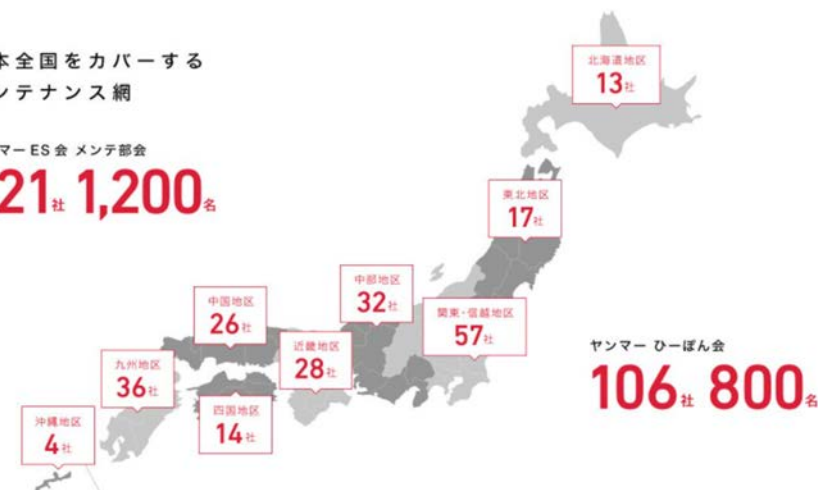 本全国をカバーする
ンテナンス網
マー ES 会 メンテ部会
21社 1,200名
北海道地区
13社
東北地区
17社
中部地区
32社
関東・信越地区
57社
中国地区
26社
近畿地区
28社
九州地区
36社
四国地区
14社
沖縄地区
4社
ヤンマー ひーぽん会
106社 800名